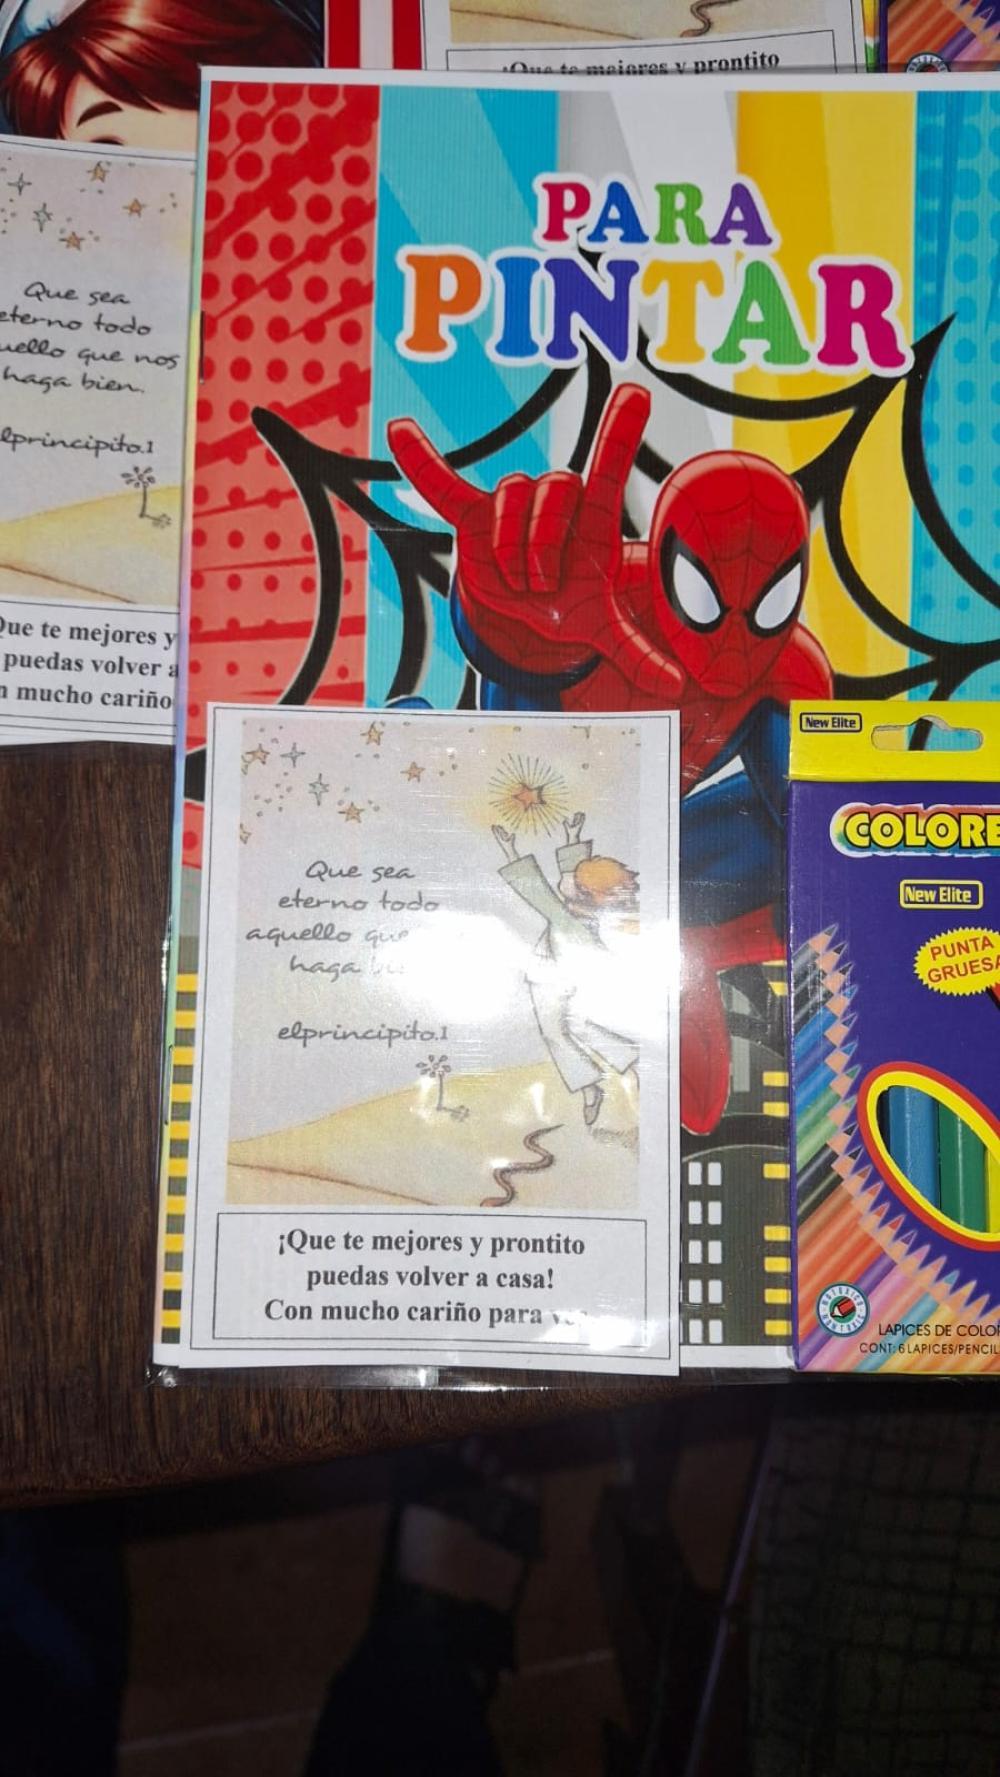 ¡Que te mejores y prontito
PARA
PINTAR
Que sea
eterno todo
que nos
haga bien.
elprincipito.1
Que te mejores y
puedas volver a
mucho cariño
Que sea
eterno todo
aquello que
haga
elprincipito.1
¡Que te mejores y prontito
puedas volver a casa!
Con mucho cariño para
New Elite
COLORE
New Elite
PUNTA
GRUESA
LAPICES DE COLOR
CONT: 6 LAPICES/PENCIL